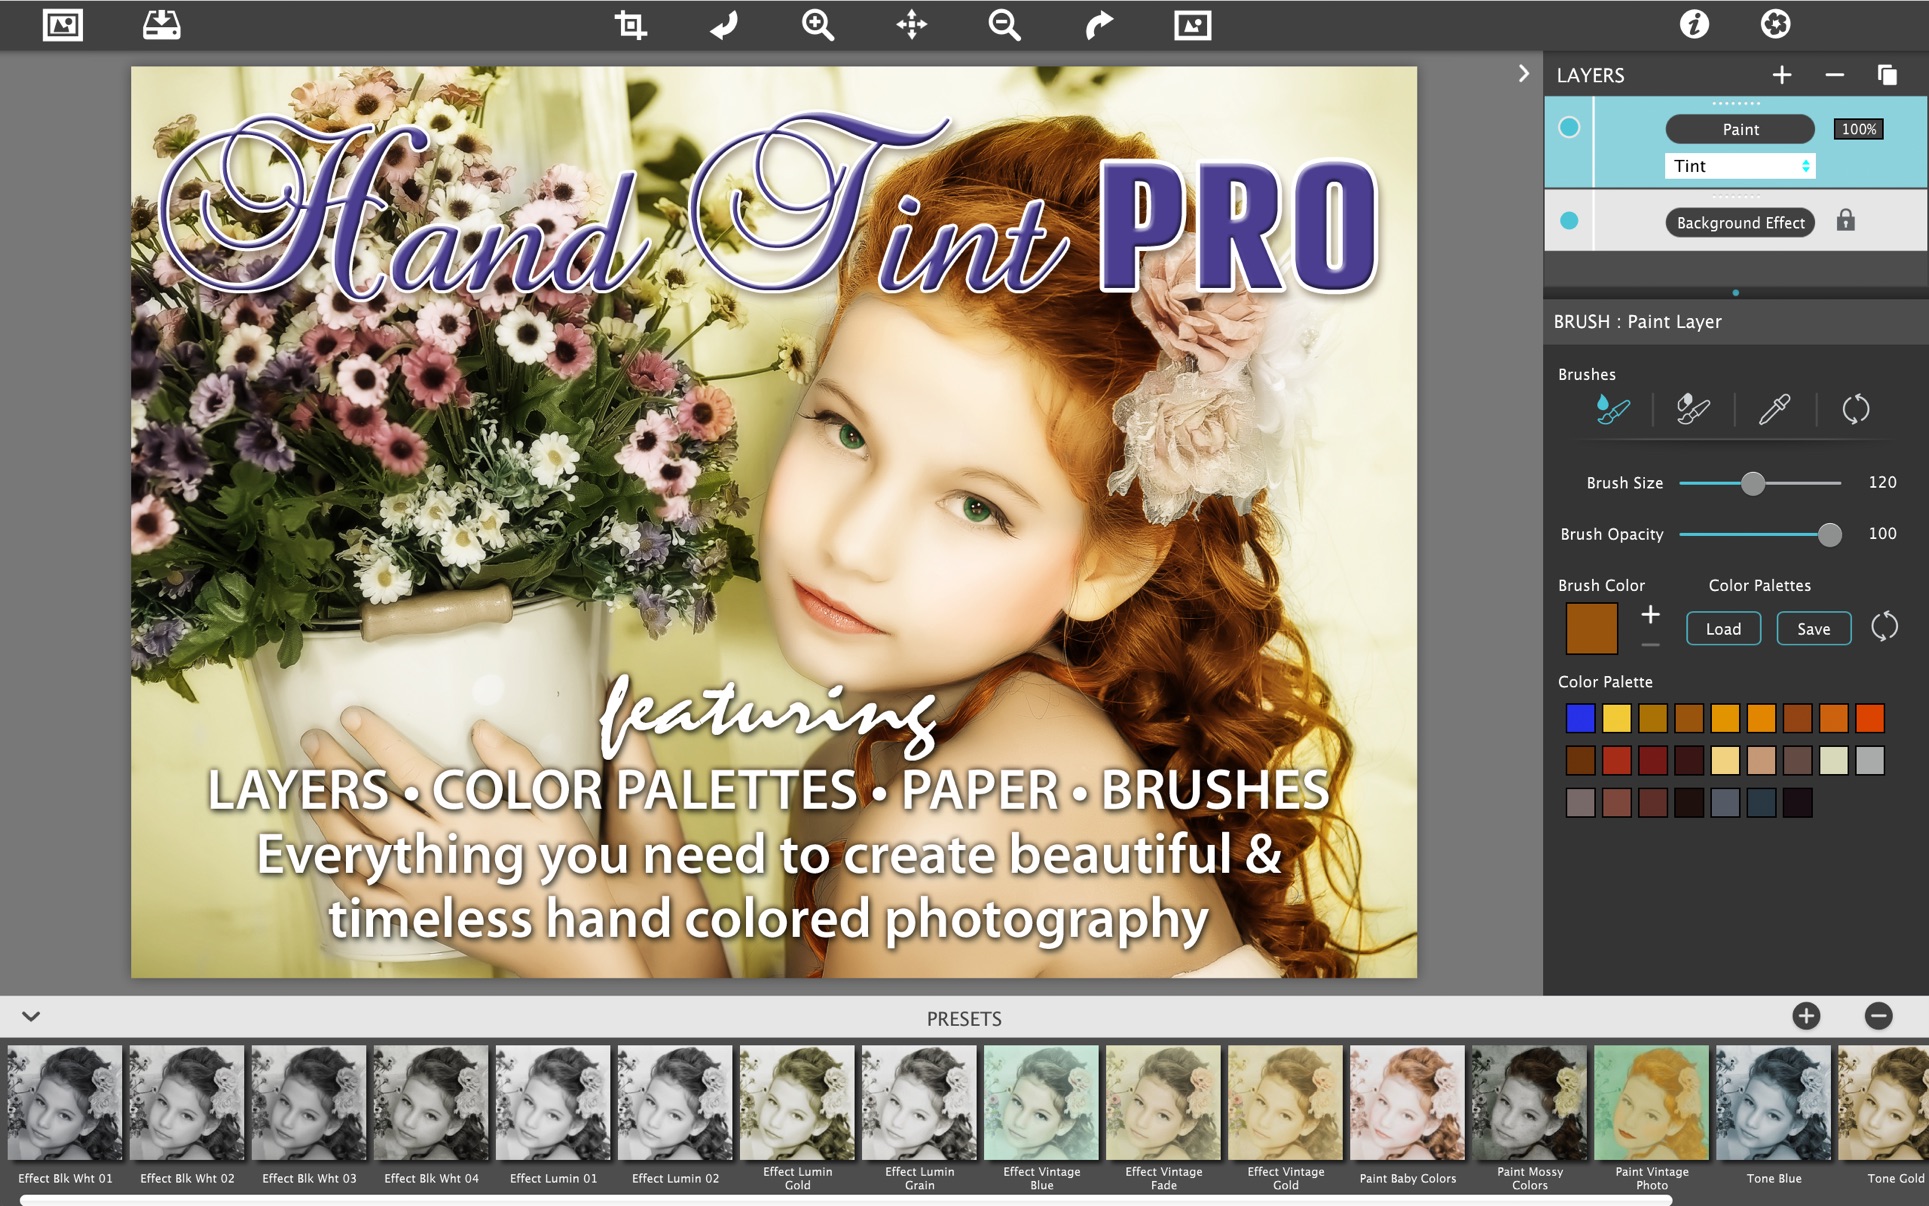 LAYERS
Paint
100%
Tint
Background Effect
Hand Tint PRO
BRUSH : Paint Layer
Brushes
Brush Size
120
Brush Opacity
100
Brush Color
Color Palettes
Load
Save
Color Palette
featuring
LAYERS • COLOR PALETTES • PAPER • BRUSHES
Everything you need to create beautiful &
timeless hand colored photography
PRESETS
Effect Blk Wht 01
Effect Blk Wht 02
Effect Blk Wht 03
Effect Blk Wht 04
Effect Lumin 01
Effect Lumin 02
Effect Lumin
Gold
Effect Lumin
Grain
Effect Vintage
Blue
Effect Vintage
Fade
Effect Vintage
Gold
Paint Baby Colors
Paint Mossy
Colors
Paint Vintage
Photo
Tone Blue
Tone Gold